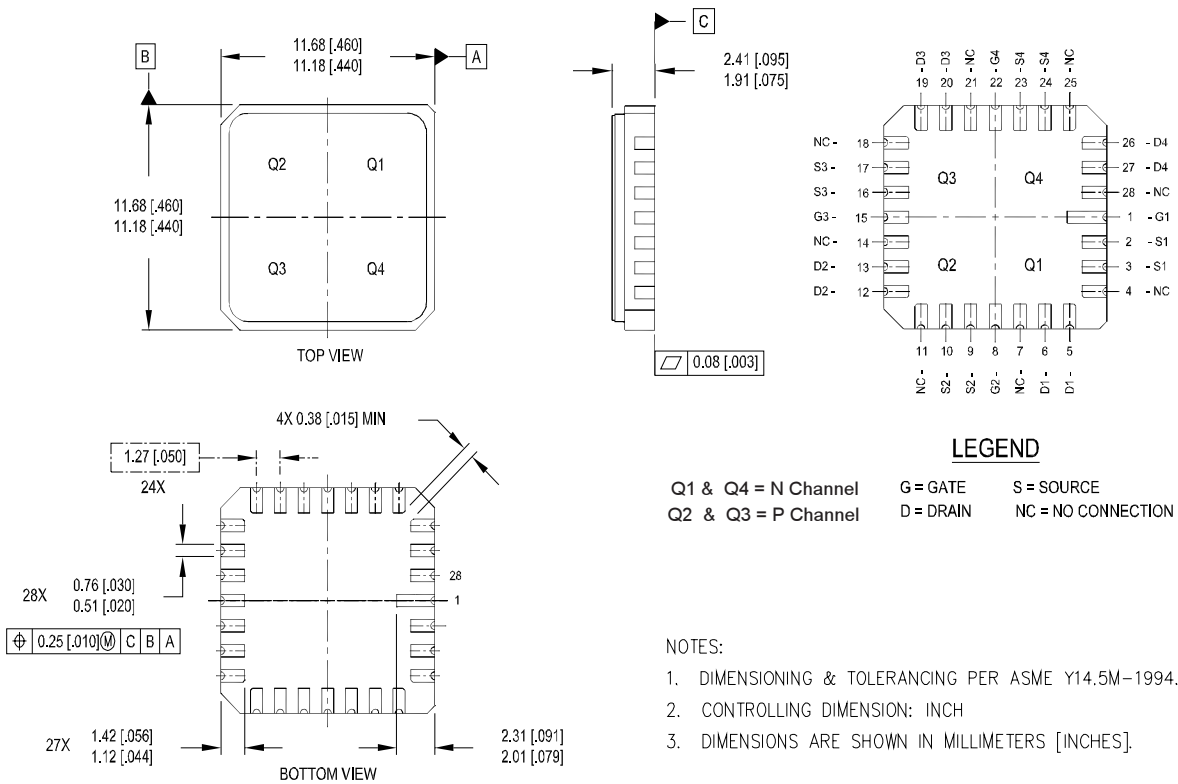 B
11.68 [.460]
11.18 [.440]
A
11.68 [.460]
11.18 [.440]
Q2
Q1
Q3
Q4
TOP VIEW
C
2.41 [.095]
1.91 [.075]
0.08 [.003]
19 - D3
20 - D3
21 - NC
22 - G4
23 - S4
24 - S4
25 - NC
NC - 18
S3 - 17
S3 - 16
G3 - 15
NC - 14
D2 - 13
D2 - 12
Q3
Q4
Q2
Q1
26 - D4
27 - D4
28 - NC
1 - G1
2 - S1
3 - S1
4 - NC
11
10
9
8
7
6
5
NC -
S2 -
S2 -
G2 -
NC -
D1 -
D1 -
4X 0.38 [.015] MIN
1.27 [.050]
24X
28X
0.76 [.030]
0.51 [.020]
⌖ 0.25 [.010] Ⓜ C B A
28
1
27X
1.42 [.056]
1.12 [.044]
2.31 [.091]
2.01 [.079]
BOTTOM VIEW
LEGEND
Q1 & Q4 = N Channel
Q2 & Q3 = P Channel
G = GATE
S = SOURCE
D = DRAIN
NC = NO CONNECTION
NOTES:
1. DIMENSIONING & TOLERANCING PER ASME Y14.5M-1994.
2. CONTROLLING DIMENSION: INCH
3. DIMENSIONS ARE SHOWN IN MILLIMETERS [INCHES].